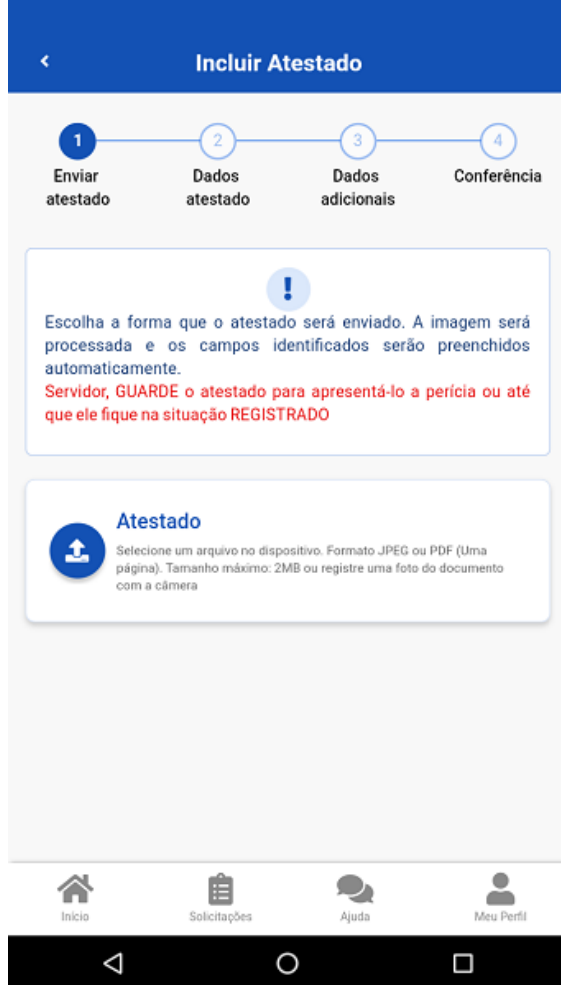 Incluir Atestado
1 2 3 4
Enviar atestado
Dados atestado
Dados adicionais
Conferência
!
Escolha a forma que o atestado será enviado. A imagem será
processada e os campos identificados serão preenchidos
automaticamente.
Servidor, GUARDE o atestado para apresentá-lo a perícia ou até
que ele fique na situação REGISTRADO
Atestado
Selecione um arquivo no dispositivo. Formato JPEG ou PDF (Uma
página). Tamanho máximo: 2MB ou registre uma foto do documento
com a câmera
Início
Solicitações
Ajuda
Meu Perfil